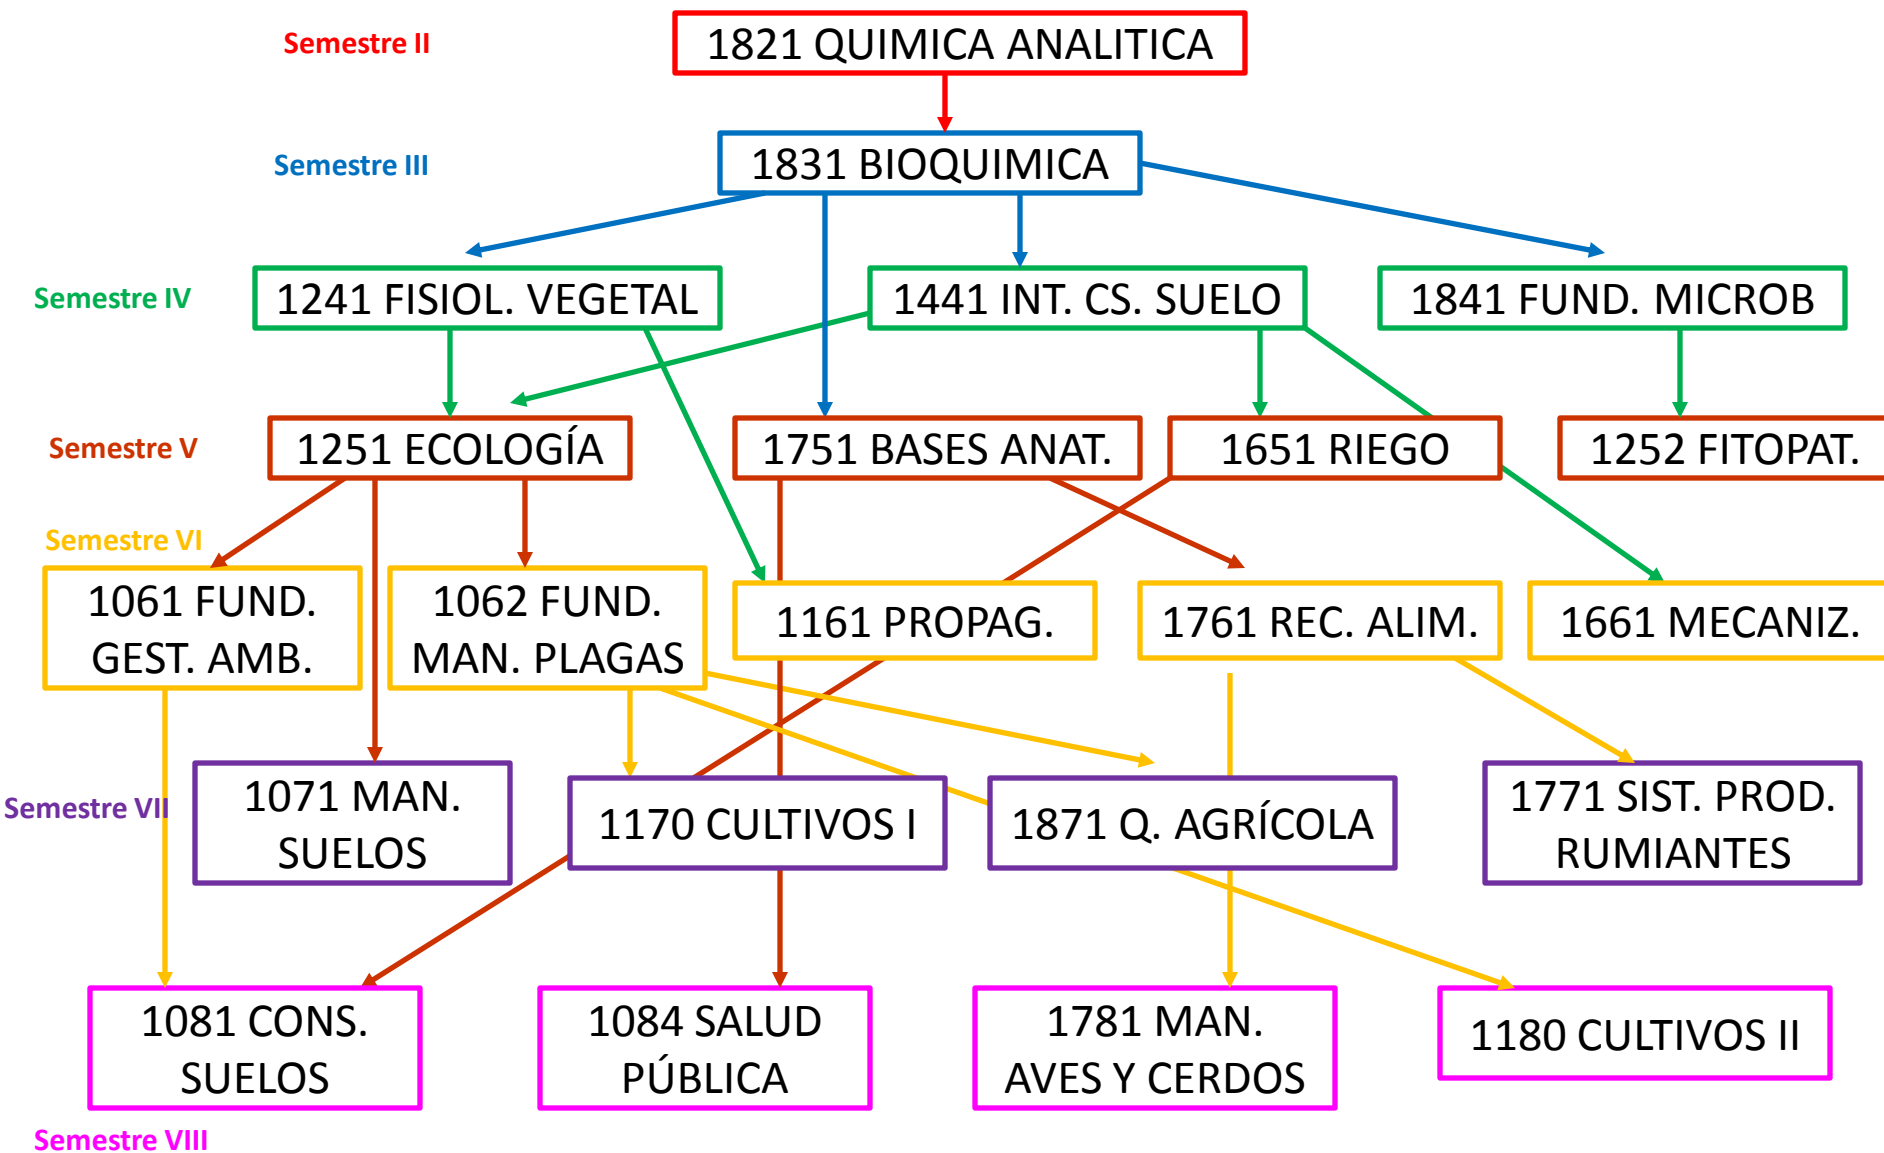 Semestre II
1821 QUIMICA ANALITICA
Semestre III
1831 BIOQUIMICA
Semestre IV
1241 FISIOL. VEGETAL
1441 INT. CS. SUELO
1841 FUND. MICROB
Semestre V
1251 ECOLOGÍA
1751 BASES ANAT.
1651 RIEGO
1252 FITOPAT.
Semestre VI
1061 FUND.
GEST. AMB.
1062 FUND.
MAN. PLAGAS
1161 PROPAG.
1761 REC. ALIM.
1661 MECANIZ.
Semestre VII
1071 MAN.
SUELOS
1170 CULTIVOS I
1871 Q. AGRÍCOLA
1771 SIST. PROD.
RUMIANTES
1081 CONS.
SUELOS
1084 SALUD
PÚBLICA
1781 MAN.
AVES Y CERDOS
1180 CULTIVOS II
Semestre VIII